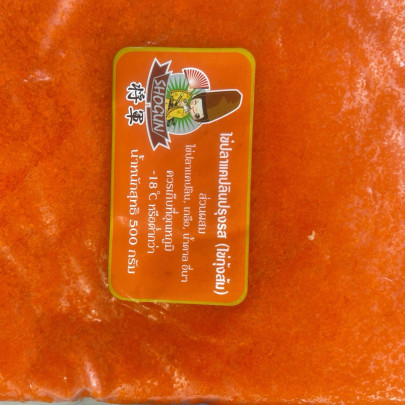 SHOGUN
将軍
ไข่ปลาแคปลินปรุงรส (ไข่กุ้งส้ม)
ส่วนผสม
ไข่ปลาแคปลิน, เกลือ, น้ำตาล อื่นๆ
ควรเก็บที่อุณหภูมิ
-18°C หรือต่ำกว่า
น้ำหนักสุทธิ 500 กรัม